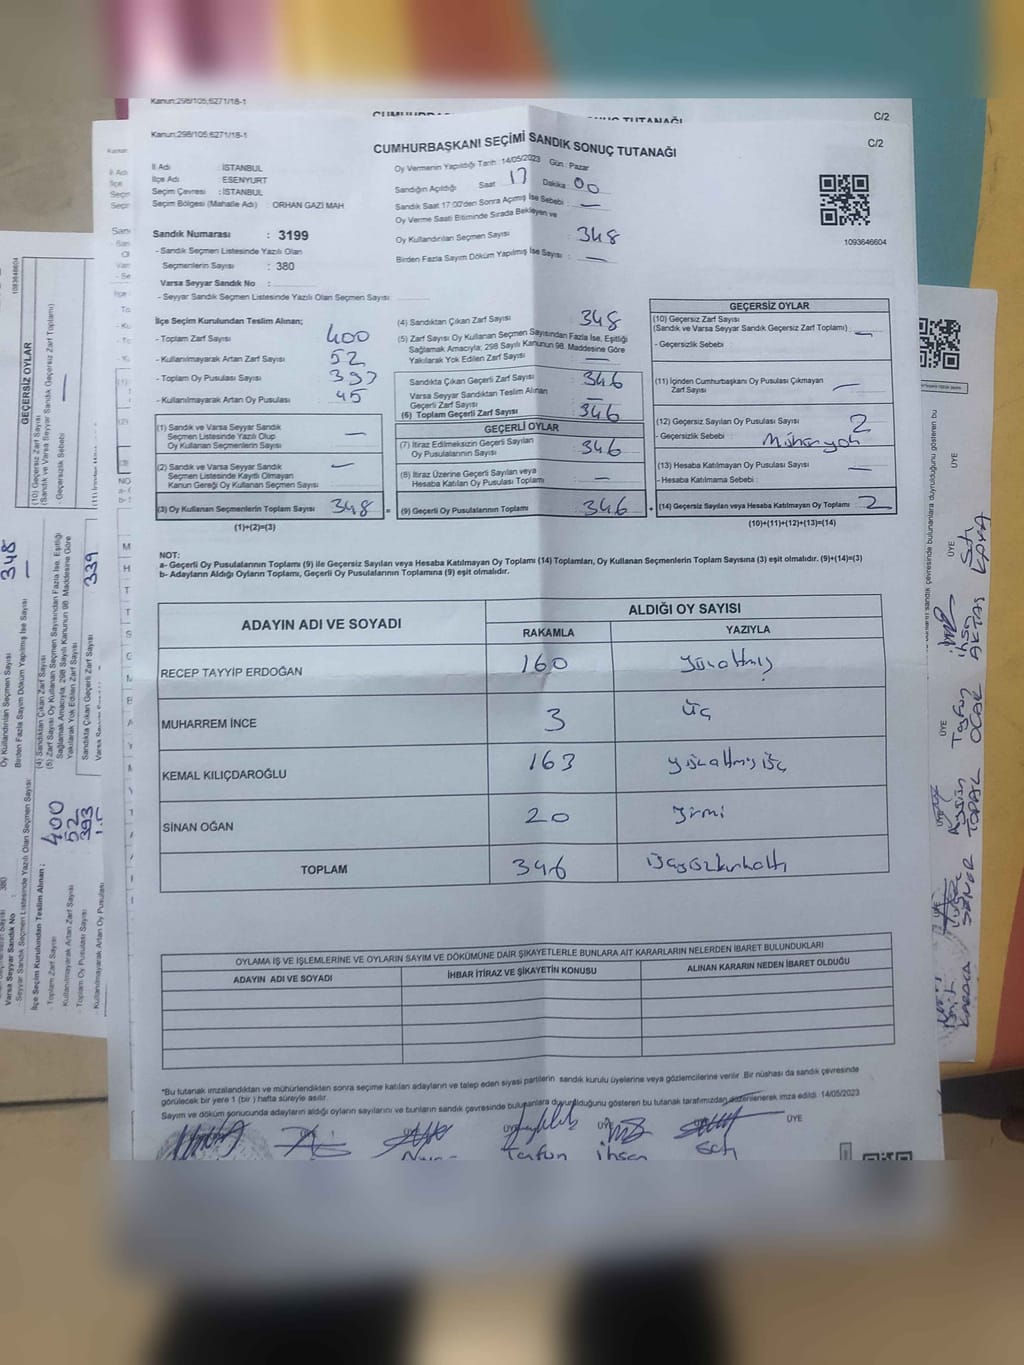 Kanun:298/105;6271/18-1
C/2
Kanun:298/105;6271/18-1
CUMHURBAŞKANI SEÇİMİ SANDIK SONUÇ TUTANAĞI
C/2
İl Adı : İSTANBUL
İlçe Adı : ESENYURT
Seçim Çevresi : İSTANBUL
Seçim Bölgesi (Mahalle Adı) : ORHAN GAZİ MAH
Oy Vermenin Yapıldığı Tarih : 14/05/2023 Gün : Pazar
Sandığın Açıldığı Saat 17 Dakika : 00
Sandık Saat 17:00'den Sonra Açımış İse Sebebi : —
Oy Verme Saati Bitiminde Sırada Bekleyen ve
Oy Kullandırılan Seçmen Sayısı : 348
Birden Fazla Sayım Döküm Yapılmış İse Sayısı : —
1093646604
Sandık Numarası : 3199
- Sandık Seçmen Listesinde Yazılı Olan
Seçmenlerin Sayısı : 380
Varsa Seyyar Sandık No :
- Seyyar Sandık Seçmen Listesinde Yazılı Olan Seçmen Sayısı
İlçe Seçim Kurulundan Teslim Alınan;
- Toplam Zarf Sayısı 400
- Kullanılmayarak Artan Zarf Sayısı 52
- Toplam Oy Pusulası Sayısı 393
- Kullanılmayarak Artan Oy Pusulası 45
(1) Sandık ve Varsa Seyyar Sandık
Seçmen Listesinde Yazılı Olup
Oy Kullanan Seçmenlerin Sayısı —
(2) Sandık ve Varsa Seyyar Sandık
Seçmen Listesinde Kayıtlı Olmayan
Kanun Gereği Oy Kullanan Seçmen Sayısı —
(3) Oy Kullanan Seçmenlerin Toplam Sayısı 348
(1)+(2)=(3)
(4) Sandıktan Çıkan Zarf Sayısı 348
(5) Zarf Sayısı Oy Kullanan Seçmen Sayısından Fazla İse, Eşitliği
Sağlamak Amacıyla; 298 Sayılı Kanunun 98. Maddesine Göre
Yakılarak Yok Edilen Zarf Sayısı —
Sandıkta Çıkan Geçerli Zarf Sayısı 346
Varsa Seyyar Sandıktan Teslim Alınan
Geçerli Zarf Sayısı —
(6) Toplam Geçerli Zarf Sayısı 346
GEÇERLİ OYLAR
(7) İtiraz Edilmeksizin Geçerli Sayılan
Oy Pusulalarının Sayısı 346
(8) İtiraz Üzerine Geçerli Sayılan veya
Hesaba Katılan Oy Pusulası Toplamı —
(9) Geçerli Oy Pusulalarının Toplamı 346
GEÇERSİZ OYLAR
(10) Geçersiz Zarf Sayısı
(Sandık ve Varsa Seyyar Sandık Geçersiz Zarf Toplamı) —
- Geçersizlik Sebebi :
(11) İçinden Cumhurbaşkanı Oy Pusulası Çıkmayan
Zarf Sayısı —
(12) Geçersiz Sayılan Oy Pusulası Sayısı 2
- Geçersizlik Sebebi :
(13) Hesaba Katılmayan Oy Pusulası Sayısı —
- Hesaba Katılmama Sebebi :
(14) Geçersiz Sayılan veya Hesaba Katılmayan Oy Toplamı 2
(10)+(11)+(12)+(13)=(14)
NOT:
a- Geçerli Oy Pusulalarının Toplamı (9) ile Geçersiz Sayılan veya Hesaba Katılmayan Oy Toplamı (14) Toplamları, Oy Kullanan Seçmenlerin Toplam Sayısına (3) eşit olmalıdır. (9)+(14)=(3)
b- Adayların Aldığı Oyların Toplamı, Geçerli Oy Pusulalarının Toplamına (9) eşit olmalıdır.
ADAYIN ADI VE SOYADI
ALDIĞI OY SAYISI
RAKAMLA YAZIYLA
RECEP TAYYİP ERDOĞAN 160 yüzaltmış
MUHARREM İNCE 3 üç
KEMAL KILIÇDAROĞLU 163 yüzaltmışüç
SİNAN OĞAN 20 yirmi
TOPLAM 346 üçyüzkırkaltı
OYLAMA İŞ VE İŞLEMLERİNE VE OYLARIN SAYIM VE DÖKÜMÜNE DAİR ŞİKAYETLERLE BUNLARA AİT KARARLARIN NELERDEN İBARET BULUNDUKLARI
ADAYIN ADI VE SOYADI İHBAR İTİRAZ VE ŞİKAYETİN KONUSU ALINAN KARARIN NEDEN İBARET OLDUĞU
*Bu tutanak imzalandıktan ve mühürlendikten sonra seçime katılan adayların ve talep eden siyasi partilerin sandık kurulu üyelerine veya gözlemcilerine verilir. Bir nüshası da sandık çevresinde
görülecek bir yere 1 (bir) hafta süreyle asılır.
Sayım ve döküm sonucunda adayların aldığı oyların sayılarını ve bunların sandık çevresinde bulunanlara duyurulduğunu gösteren bu tutanak tarafımızdan düzenlenerek imza edildi. 14/05/2023
ÜYE
Tayfun ihsan Satı